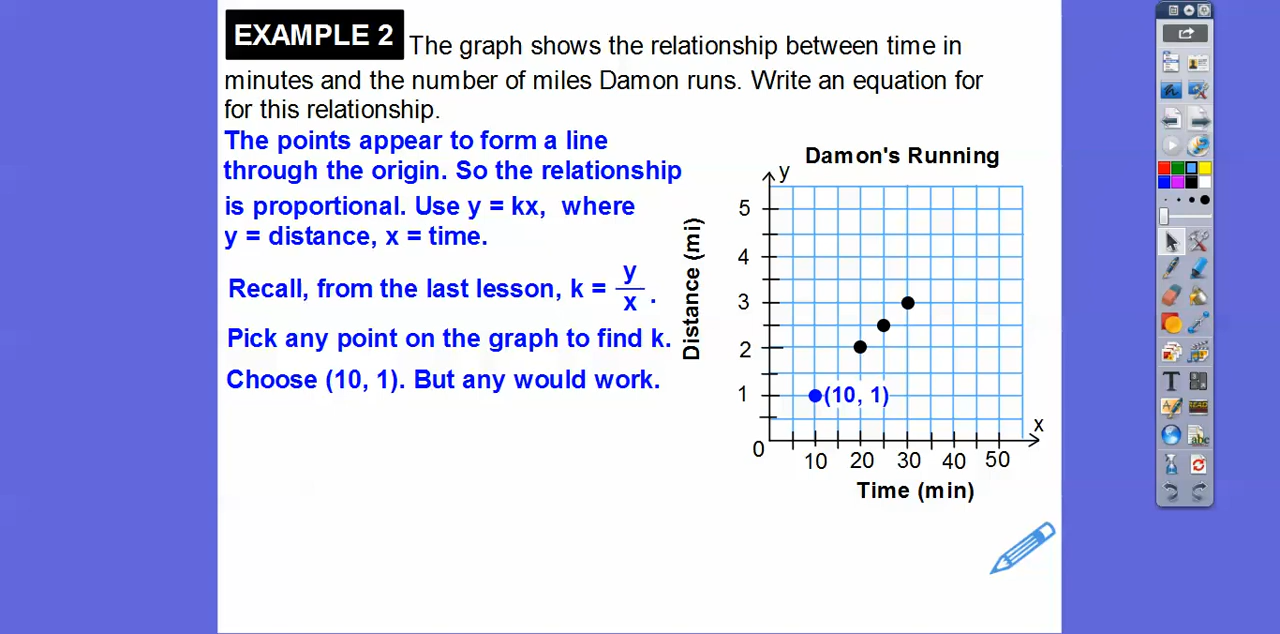 EXAMPLE 2 The graph shows the relationship between time in
minutes and the number of miles Damon runs. Write an equation for
for this relationship.
The points appear to form a line
through the origin. So the relationship
is proportional. Use y = kx, where
y = distance, x = time.
Recall, from the last lesson, k = y/x.
Pick any point on the graph to find k.
Choose (10, 1). But any would work.
Damon's Running
y
5
4
3
2
1
0
Distance (mi)
(10, 1)
x
10 20 30 40 50
Time (min)
T
abc